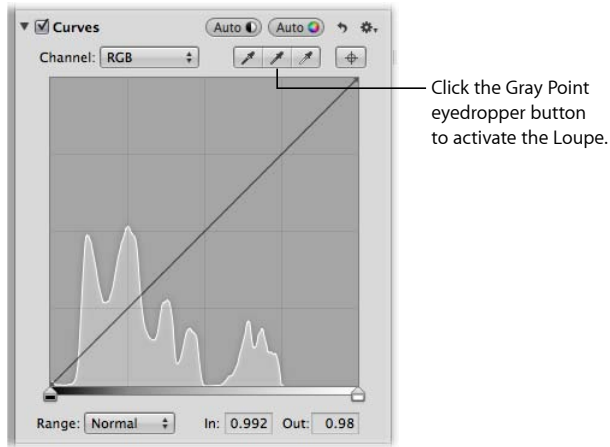 Curves Auto Auto
Channel: RGB
Click the Gray Point
eyedropper button
to activate the Loupe.
Range: Normal In: 0.992 Out: 0.98